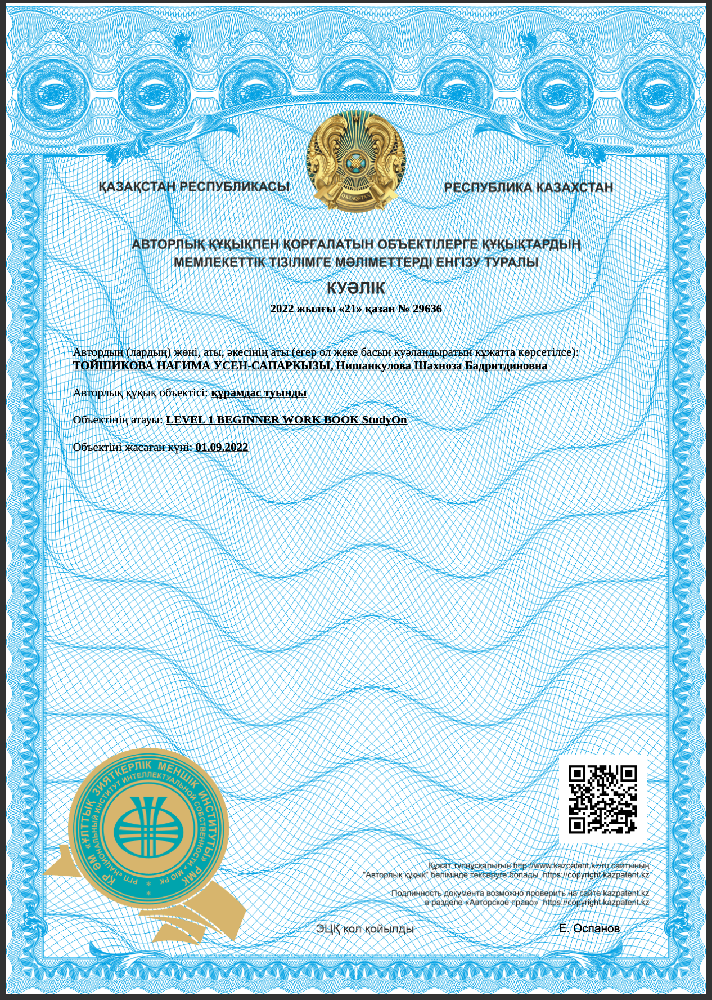 ҚАЗАҚСТАН РЕСПУБЛИКАСЫ
РЕСПУБЛИКА КАЗАХСТАН
QAZAQSTAN
АВТОРЛЫҚ ҚҰҚЫҚПЕН ҚОРҒАЛАТЫН ОБЪЕКТІЛЕРГЕ ҚҰҚЫҚТАРДЫҢ
МЕМЛЕКЕТТІК ТІЗІЛІМГЕ МӘЛІМЕТТЕРДІ ЕНГІЗУ ТУРАЛЫ
КУӘЛІК
2022 жылғы «21» қазан № 29636
Автордың (лардың) жөні, аты, әкесінің аты (егер ол жеке басын куәландыратын құжатта көрсетілсе):
ТОЙШИКОВА НАГИМА УСЕН-САПАРКЫЗЫ, Нишанкулова Шахноза Бадритдиновна
Авторлық құқық объектісі: құрамдас туынды
Объектінің атауы: LEVEL 1 BEGINNER WORK BOOK StudyOn
Объектіні жасаған күні: 01.09.2022
ҚР ӘМ «ҰЛТТЫҚ ЗИЯТКЕРЛІК МЕНШІК ИНСТИТУТЫ» РМК
РГП «НАЦИОНАЛЬНЫЙ ИНСТИТУТ ИНТЕЛЛЕКТУАЛЬНОЙ СОБСТВЕННОСТИ» МЮ РК
Құжат түпнұсқалығын http://www.kazpatent.kz/ru сайтының
"Авторлық құқық" бөлімінде тексеруге болады https://copyright.kazpatent.kz
Подлинность документа возможно проверить на сайте kazpatent.kz
в разделе «Авторское право» https://copyright.kazpatent.kz
ЭЦҚ қол қойылды
Е. Оспанов